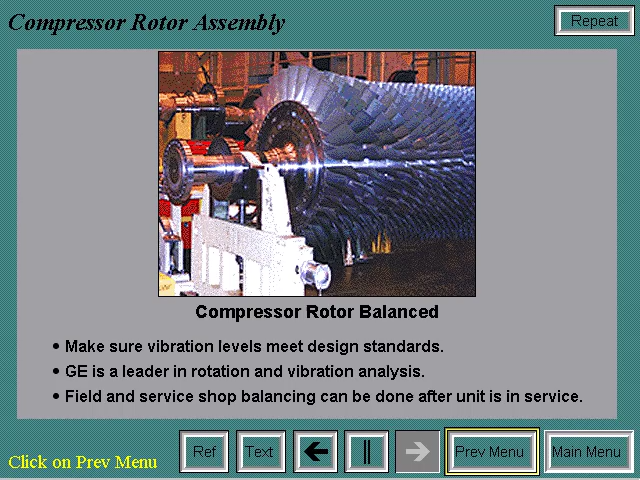 Compressor Rotor Assembly
Repeat
Compressor Rotor Balanced
• Make sure vibration levels meet design standards.
• GE is a leader in rotation and vibration analysis.
• Field and service shop balancing can be done after unit is in service.
Click on Prev Menu
Ref
Text
Prev Menu
Main Menu